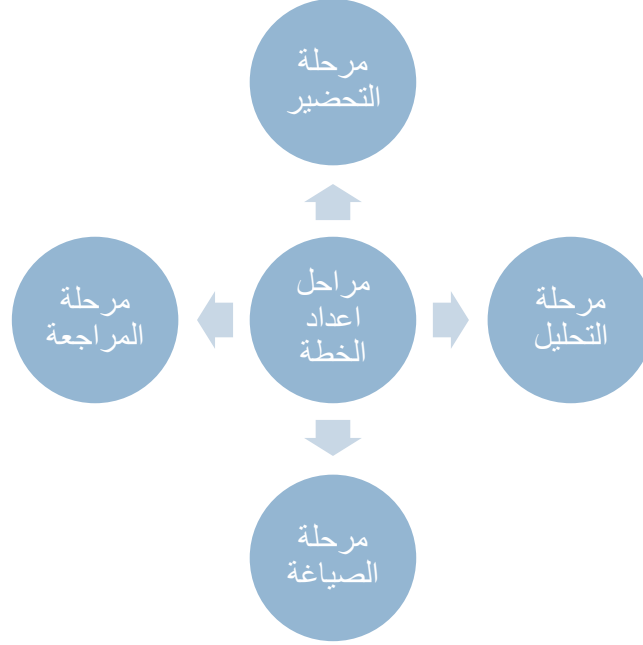 مرحلة
التحضير
مراحل
اعداد
الخطة
مرحلة
التحليل
مرحلة
الصياغة
مرحلة
المراجعة